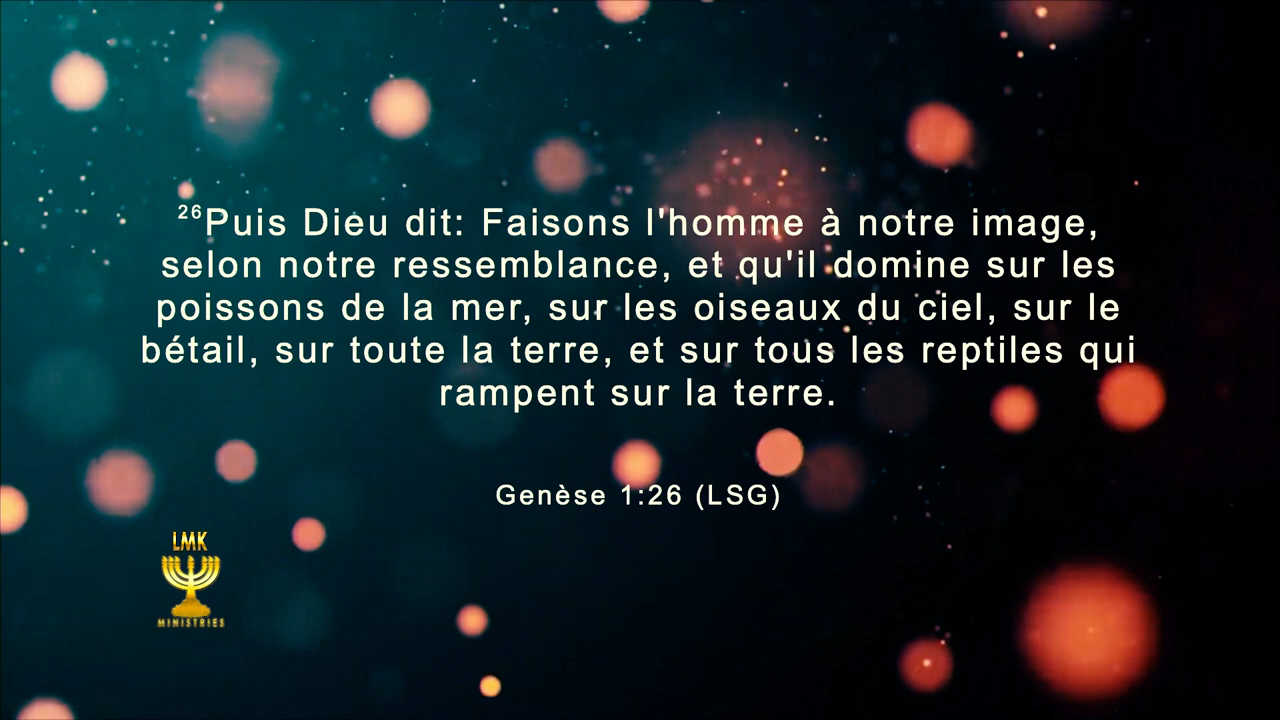 26Puis Dieu dit: Faisons l'homme à notre image,
selon notre ressemblance, et qu'il domine sur les
poissons de la mer, sur les oiseaux du ciel, sur le
bétail, sur toute la terre, et sur tous les reptiles qui
rampent sur la terre.
Genèse 1:26 (LSG)
LMK
MINISTRIES